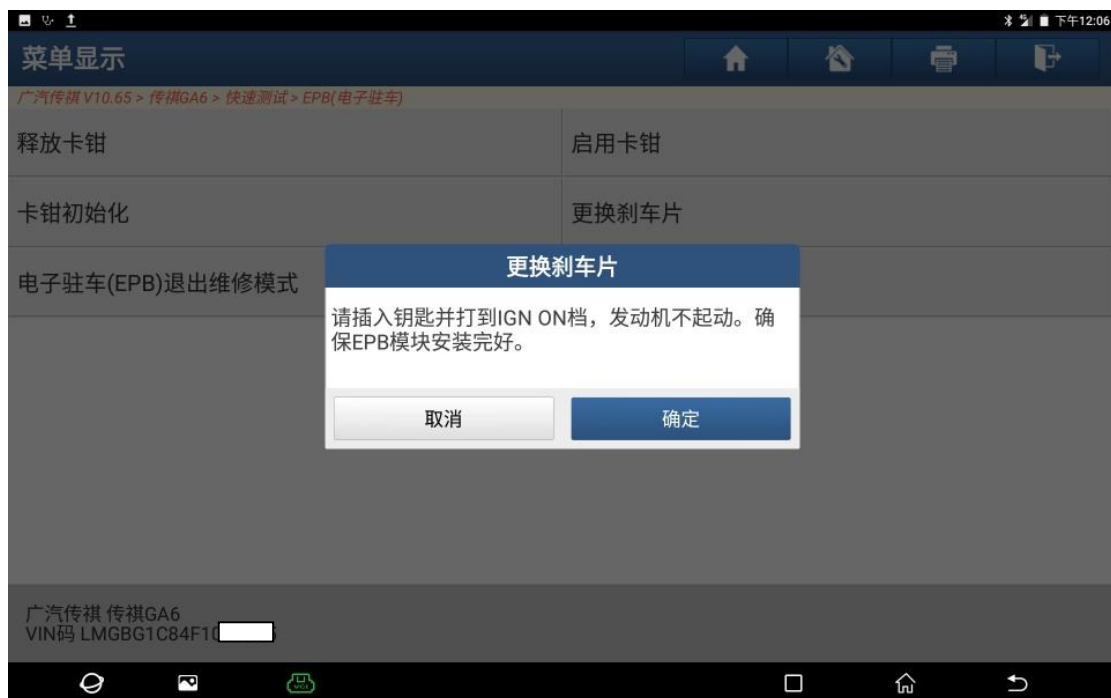 下午12:06
菜单显示
广汽传祺 V10.65 > 传祺GA6 > 快速测试 > EPB(电子驻车)
释放卡钳
启用卡钳
卡钳初始化
更换刹车片
电子驻车(EPB)退出维修模式
更换刹车片
请插入钥匙并打到IGN ON档，发动机不起动。确
保EPB模块安装完好。
取消
确定
广汽传祺 传祺GA6
VIN码 LMGBG1C84F1
VCI